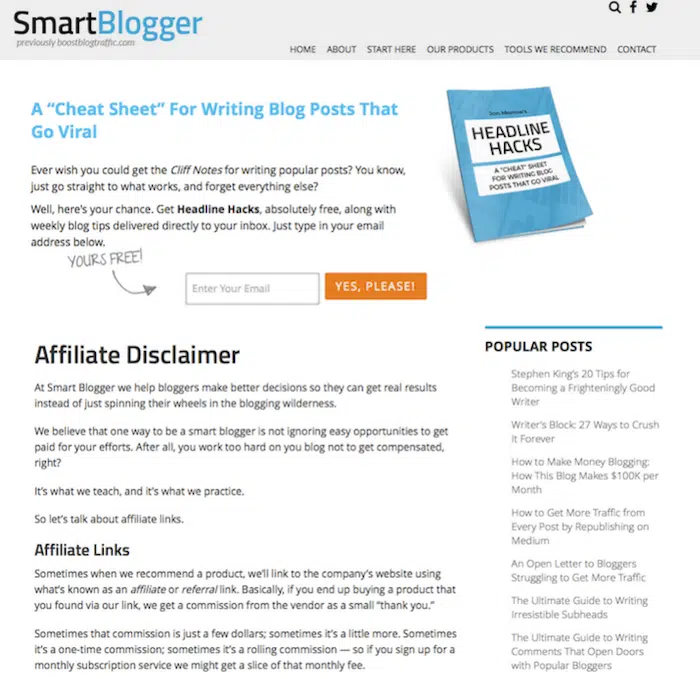 SmartBlogger
previously boostblogtraffic.com
HOME ABOUT START HERE OUR PRODUCTS TOOLS WE RECOMMEND CONTACT
A “Cheat Sheet” For Writing Blog Posts That
Go Viral
Ever wish you could get the Cliff Notes for writing popular posts? You know,
just go straight to what works, and forget everything else?
Well, here's your chance. Get Headline Hacks, absolutely free, along with
weekly blog tips delivered directly to your inbox. Just type in your email
address below.
YOURS FREE!
Enter Your Email
YES, PLEASE!
Jon Morrow's
HEADLINE
HACKS
A "CHEAT" SHEET
FOR WRITING BLOG
POSTS THAT GO VIRAL
Affiliate Disclaimer
At Smart Blogger we help bloggers make better decisions so they can get real results
instead of just spinning their wheels in the blogging wilderness.
We believe that one way to be a smart blogger is not ignoring easy opportunities to get
paid for your efforts. After all, you work too hard on you blog not to get compensated,
right?
It's what we teach, and it's what we practice.
So let's talk about affiliate links.
Affiliate Links
Sometimes when we recommend a product, we'll link to the company's website using
what's known as an affiliate or referral link. Basically, if you end up buying a product that
you found via our link, we get a commission from the vendor as a small “thank you.”
Sometimes that commission is just a few dollars; sometimes it's a little more. Sometimes
it's a one-time commission; sometimes it's a rolling commission — so if you sign up for a
monthly subscription service we might get a slice of that monthly fee.
POPULAR POSTS
Stephen King's 20 Tips for
Becoming a Frighteningly Good
Writer
Writer's Block: 27 Ways to Crush
It Forever
How to Make Money Blogging:
How This Blog Makes $100K per
Month
How to Get More Traffic from
Every Post by Republishing on
Medium
An Open Letter to Bloggers
Struggling to Get More Traffic
The Ultimate Guide to Writing
Irresistible Subheads
The Ultimate Guide to Writing
Comments That Open Doors
with Popular Bloggers